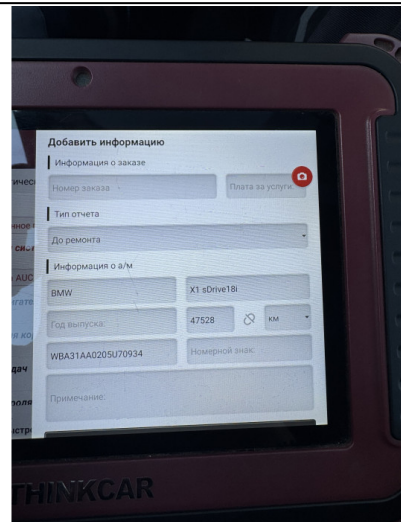 Добавить информацию
Информация о заказе
Номер заказа
Плата за услуги:
Тип отчета
До ремонта
Информация о а/м
BMW
X1 sDrive18i
Год выпуска:
47528
км
WBA31AA0205U70934
Номерной знак:
Примечание:
THINKCAR